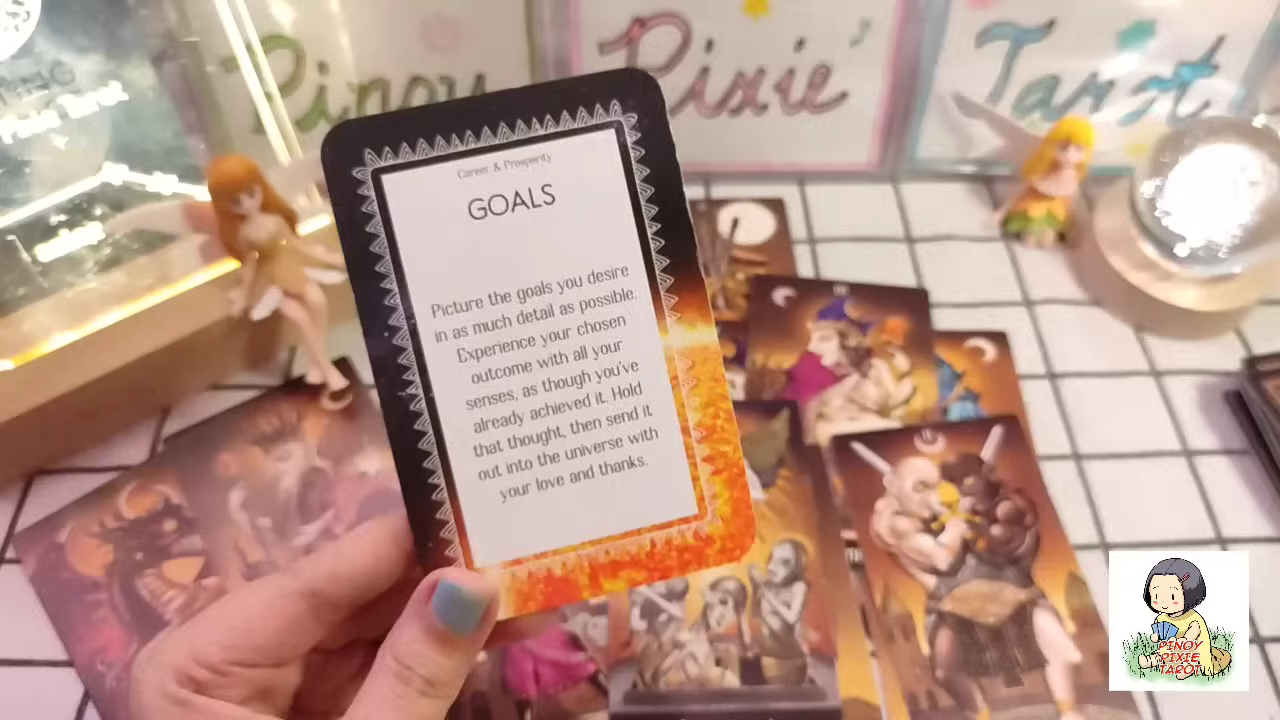 Pinoy
Pixie
Tarot
Career & Prosperity
GOALS
Picture the goals you desire
in as much detail as possible.
Experience your chosen
outcome with all your
senses, as though you've
already achieved it. Hold
that thought, then send it
out into the universe with
your love and thanks.
PINOY
PIXIE
TAROT